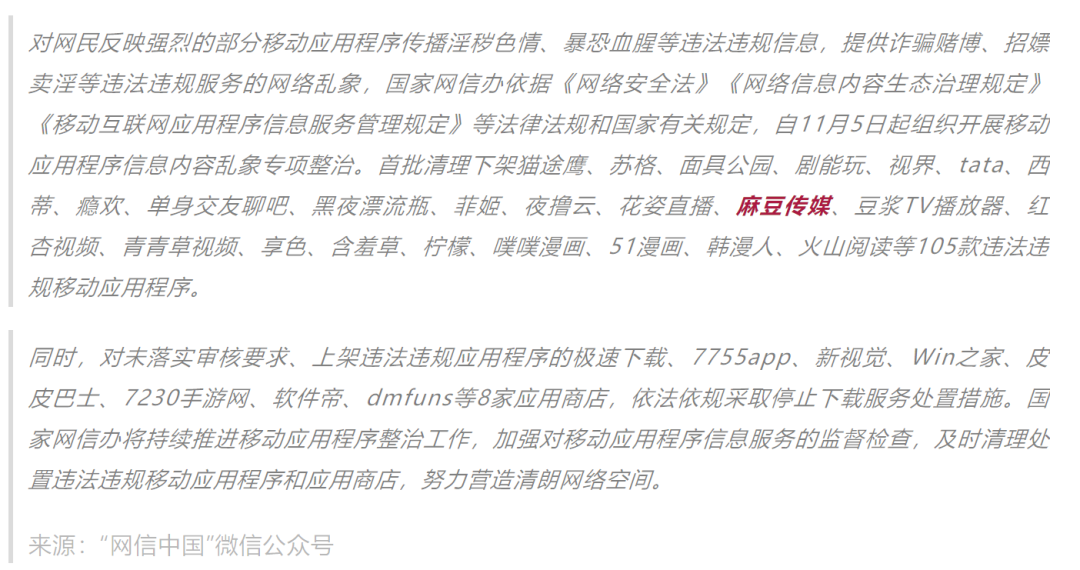 对网民反映强烈的部分移动应用程序传播淫秽色情、暴恐血腥等违法违规信息，提供诈骗赌博、招嫖
卖淫等违法违规服务的网络乱象，国家网信办依据《网络安全法》《网络信息内容生态治理规定》
《移动互联网应用程序信息服务管理规定》等法律法规和国家有关规定，自11月5日起组织开展移动
应用程序信息内容乱象专项整治。首批清理下架猫途鹰、苏格、面具公园、剧能玩、视界、tata、西
蒂、瘾欢、单身交友聊吧、黑夜漂流瓶、菲姬、夜撸云、花姿直播、麻豆传媒、豆浆TV播放器、红
杏视频、青青草视频、享色、含羞草、柠檬、噗噗漫画、51漫画、韩漫人、火山阅读等105款违法违
规移动应用程序。
同时，对未落实审核要求、上架违法违规应用程序的极速下载、7755app、新视觉、Win之家、皮
皮巴士、7230手游网、软件帝、dmfuns等8家应用商店，依法依规采取停止下载服务处置措施。国
家网信办将持续推进移动应用程序整治工作，加强对移动应用程序信息服务的监督检查，及时清理处
置违法违规移动应用程序和应用商店，努力营造清朗网络空间。
来源：“网信中国”微信公众号